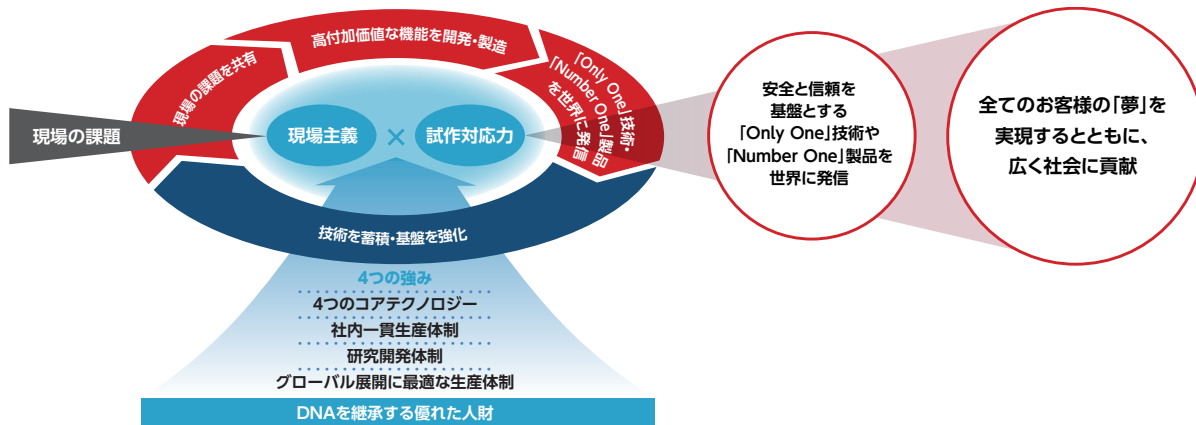 現場の課題
現場の課題を共有
高付加価値な機能を開発・製造
「Only One」技術・
「Number One」製品
を世界に発信
現場主義
×
試作対応力
技術を蓄積・基盤を強化
4つの強み
4つのコアテクノロジー
社内一貫生産体制
研究開発体制
グローバル展開に最適な生産体制
DNAを継承する優れた人財
安全と信頼を
基盤とする
「Only One」技術や
「Number One」製品を
世界に発信
全てのお客様の「夢」を
実現するとともに、
広く社会に貢献